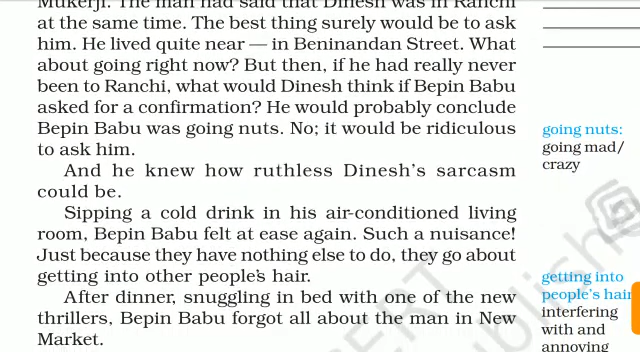 Mukerji. The man had said that Dinesh was in Ranchi
at the same time. The best thing surely would be to ask
him. He lived quite near — in Beninandan Street. What
about going right now? But then, if he had really never
been to Ranchi, what would Dinesh think if Bepin Babu
asked for a confirmation? He would probably conclude
Bepin Babu was going nuts. No; it would be ridiculous
to ask him.
And he knew how ruthless Dinesh's sarcasm
could be.
Sipping a cold drink in his air-conditioned living
room, Bepin Babu felt at ease again. Such a nuisance!
Just because they have nothing else to do, they go about
getting into other people's hair.
After dinner, snuggling in bed with one of the new
thrillers, Bepin Babu forgot all about the man in New
Market.
going nuts:
going mad/
crazy
getting into
people's hair
interfering
with and
annoying